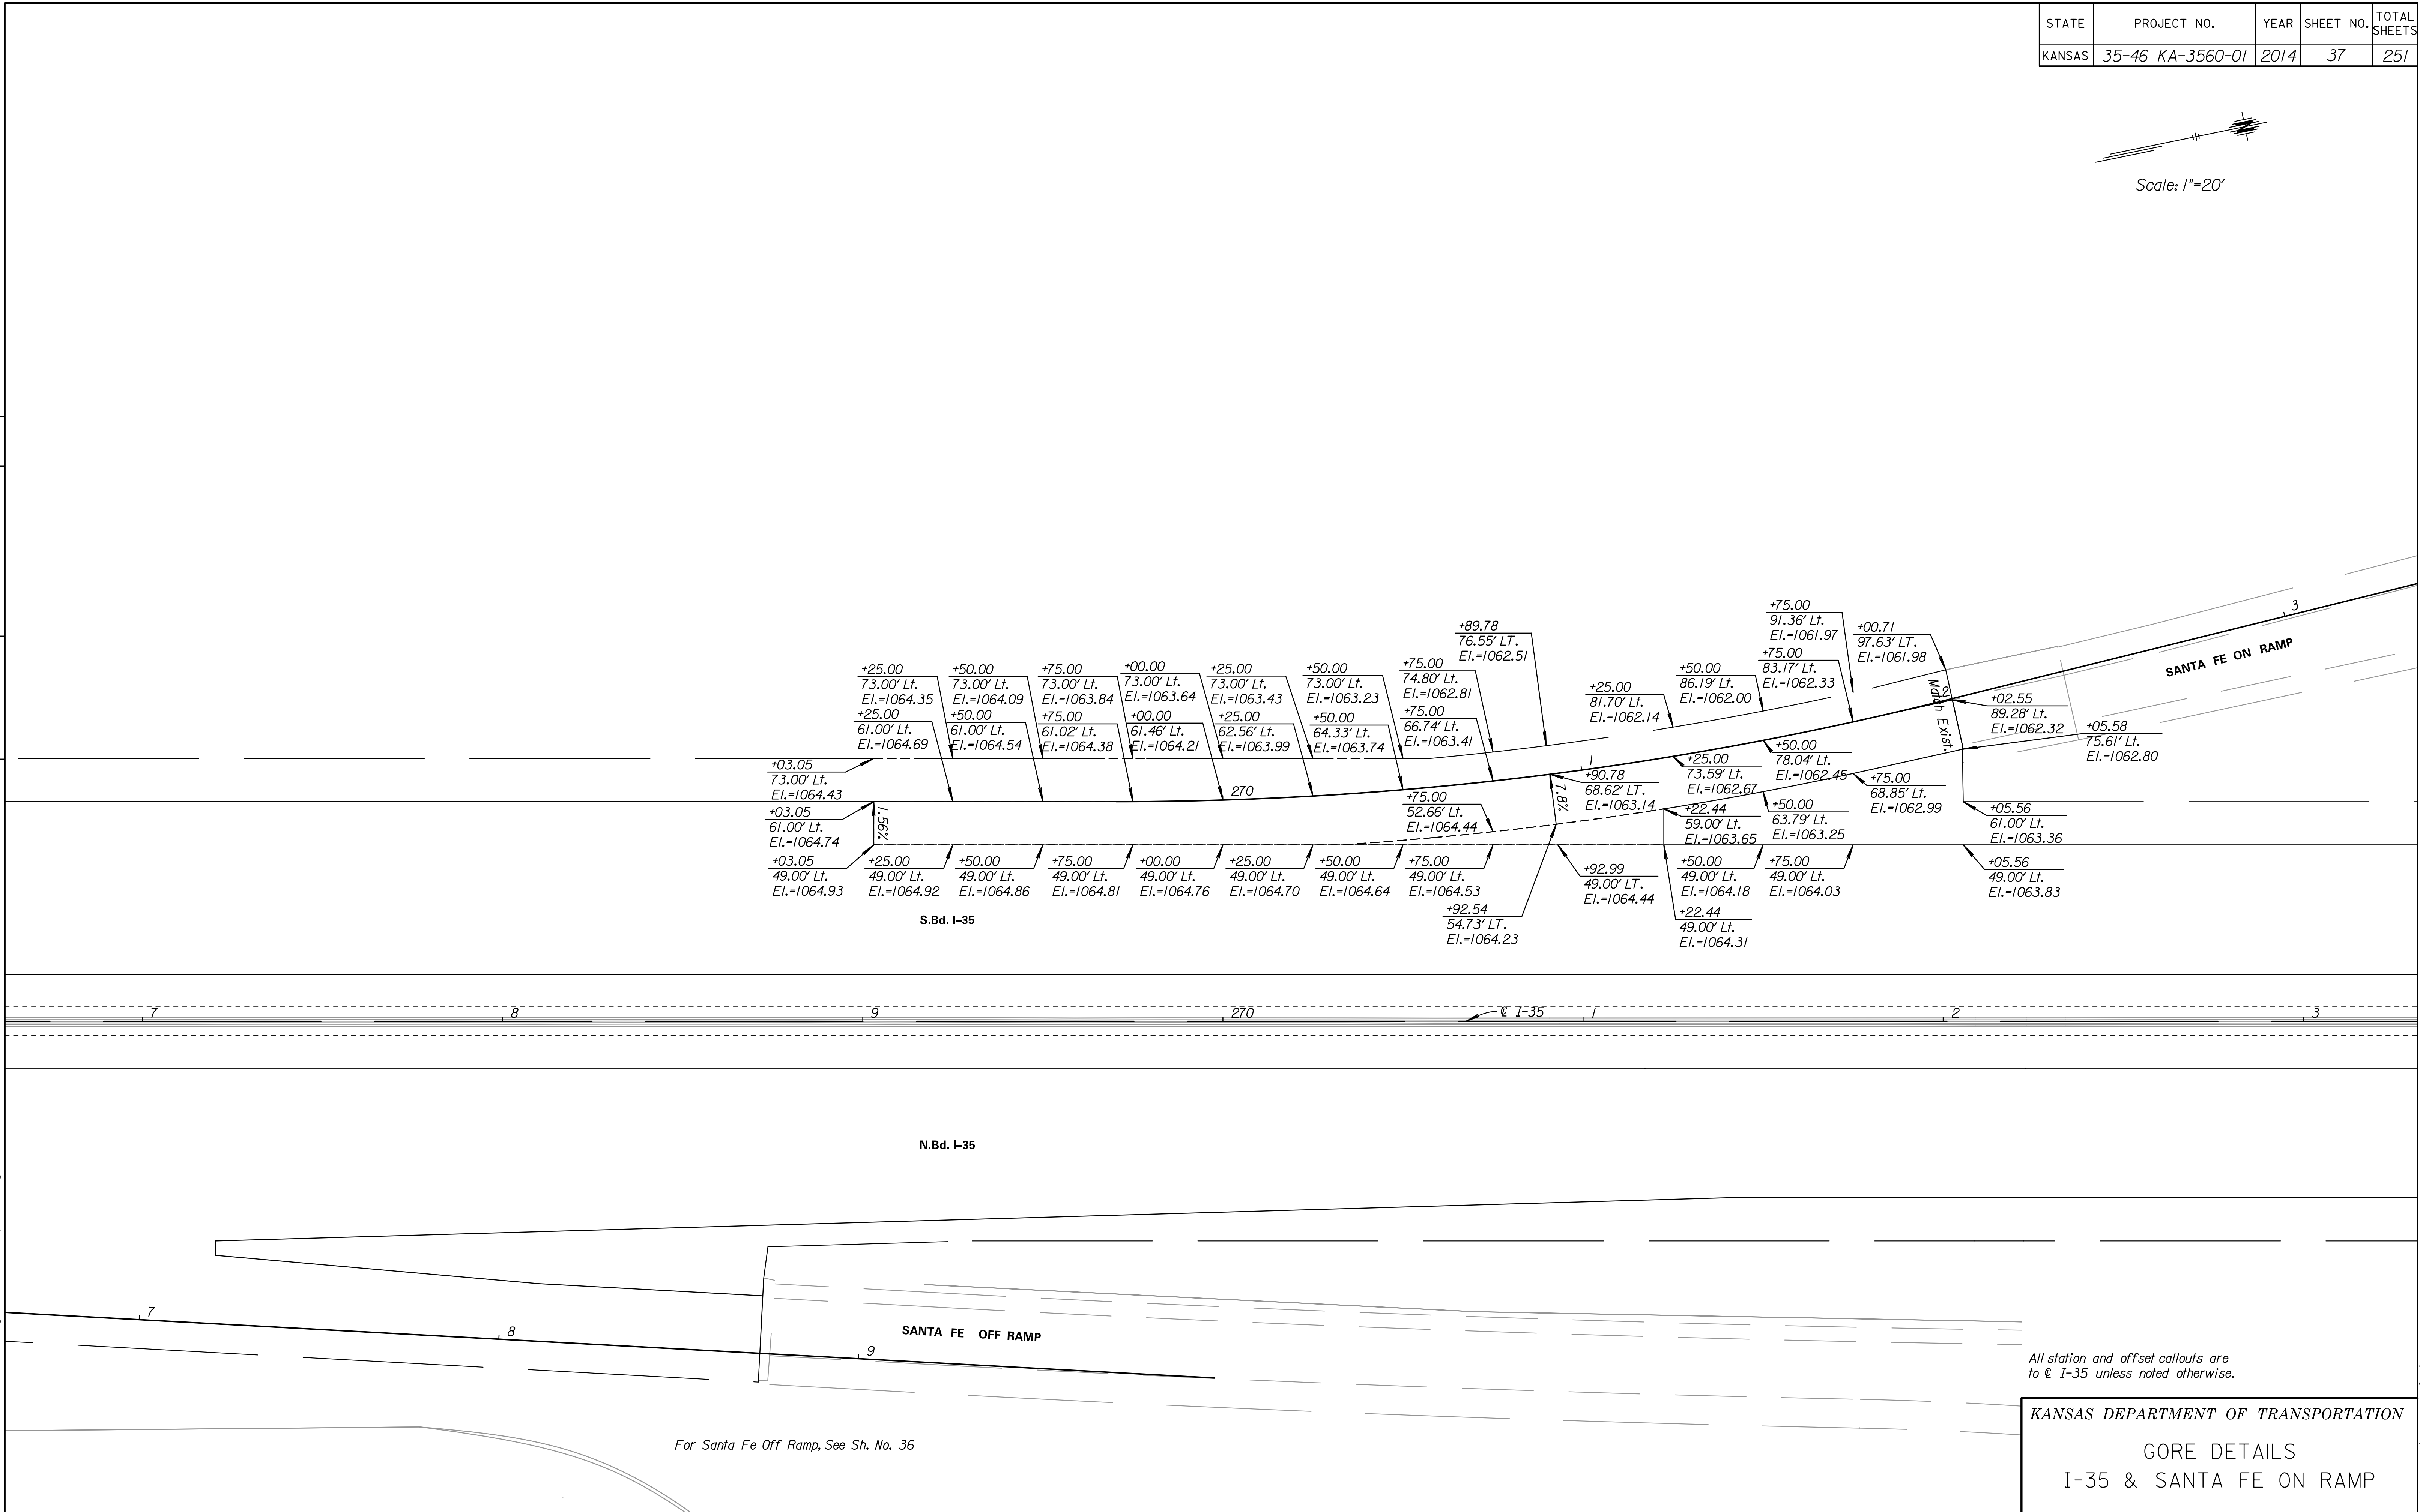 STATE PROJECT NO. YEAR SHEET NO. TOTAL SHEETS
KANSAS 35-46 KA-3560-01 2014 37 251
N
Scale: 1"=20'
+25.00
73.00' Lt.
El.=1064.35
+50.00
73.00' Lt.
El.=1064.09
+75.00
73.00' Lt.
El.=1063.84
+00.00
73.00' Lt.
El.=1063.64
+25.00
73.00' Lt.
El.=1063.43
+50.00
73.00' Lt.
El.=1063.23
+75.00
74.80' Lt.
El.=1062.81
+89.78
76.55' LT.
El.=1062.51
+25.00
81.70' Lt.
El.=1062.14
+50.00
86.19' Lt.
El.=1062.00
+75.00
91.36' Lt.
El.=1061.97
+75.00
83.17' Lt.
El.=1062.33
+00.71
97.63' LT.
El.=1061.98
3
SANTA FE ON RAMP
+25.00
61.00' Lt.
El.=1064.69
+50.00
61.00' Lt.
El.=1064.54
+75.00
61.02' Lt.
El.=1064.38
+00.00
61.46' Lt.
El.=1064.21
+25.00
62.56' Lt.
El.=1063.99
+50.00
64.33' Lt.
El.=1063.74
+75.00
66.74' Lt.
El.=1063.41
2
Match Exist.
+02.55
89.28' Lt.
El.=1062.32
+05.58
75.61' Lt.
El.=1062.80
+03.05
73.00' Lt.
El.=1064.43
+03.05
61.00' Lt.
El.=1064.74
1.56%
270
1
7.8%
+75.00
52.66' Lt.
El.=1064.44
+90.78
68.62' LT.
El.=1063.14
+25.00
73.59' Lt.
El.=1062.67
+50.00
78.04' Lt.
El.=1062.45
+22.44
59.00' Lt.
El.=1063.65
+50.00
63.79' Lt.
El.=1063.25
+75.00
68.85' Lt.
El.=1062.99
+05.56
61.00' Lt.
El.=1063.36
+03.05
49.00' Lt.
El.=1064.93
+25.00
49.00' Lt.
El.=1064.92
+50.00
49.00' Lt.
El.=1064.86
+75.00
49.00' Lt.
El.=1064.81
+00.00
49.00' Lt.
El.=1064.76
+25.00
49.00' Lt.
El.=1064.70
+50.00
49.00' Lt.
El.=1064.64
+75.00
49.00' Lt.
El.=1064.53
+92.54
54.73' LT.
El.=1064.23
+92.99
49.00' LT.
El.=1064.44
+50.00
49.00' Lt.
El.=1064.18
+22.44
49.00' Lt.
El.=1064.31
+75.00
49.00' Lt.
El.=1064.03
+05.56
49.00' Lt.
El.=1063.83
S.Bd. I-35
7 8 9 270 ℄ I-35 1 2 3
N.Bd. I-35
7 8 9
SANTA FE OFF RAMP
For Santa Fe Off Ramp, See Sh. No. 36
All station and offset callouts are
to ℄ I-35 unless noted otherwise.
KANSAS DEPARTMENT OF TRANSPORTATION
GORE DETAILS
I-35 & SANTA FE ON RAMP